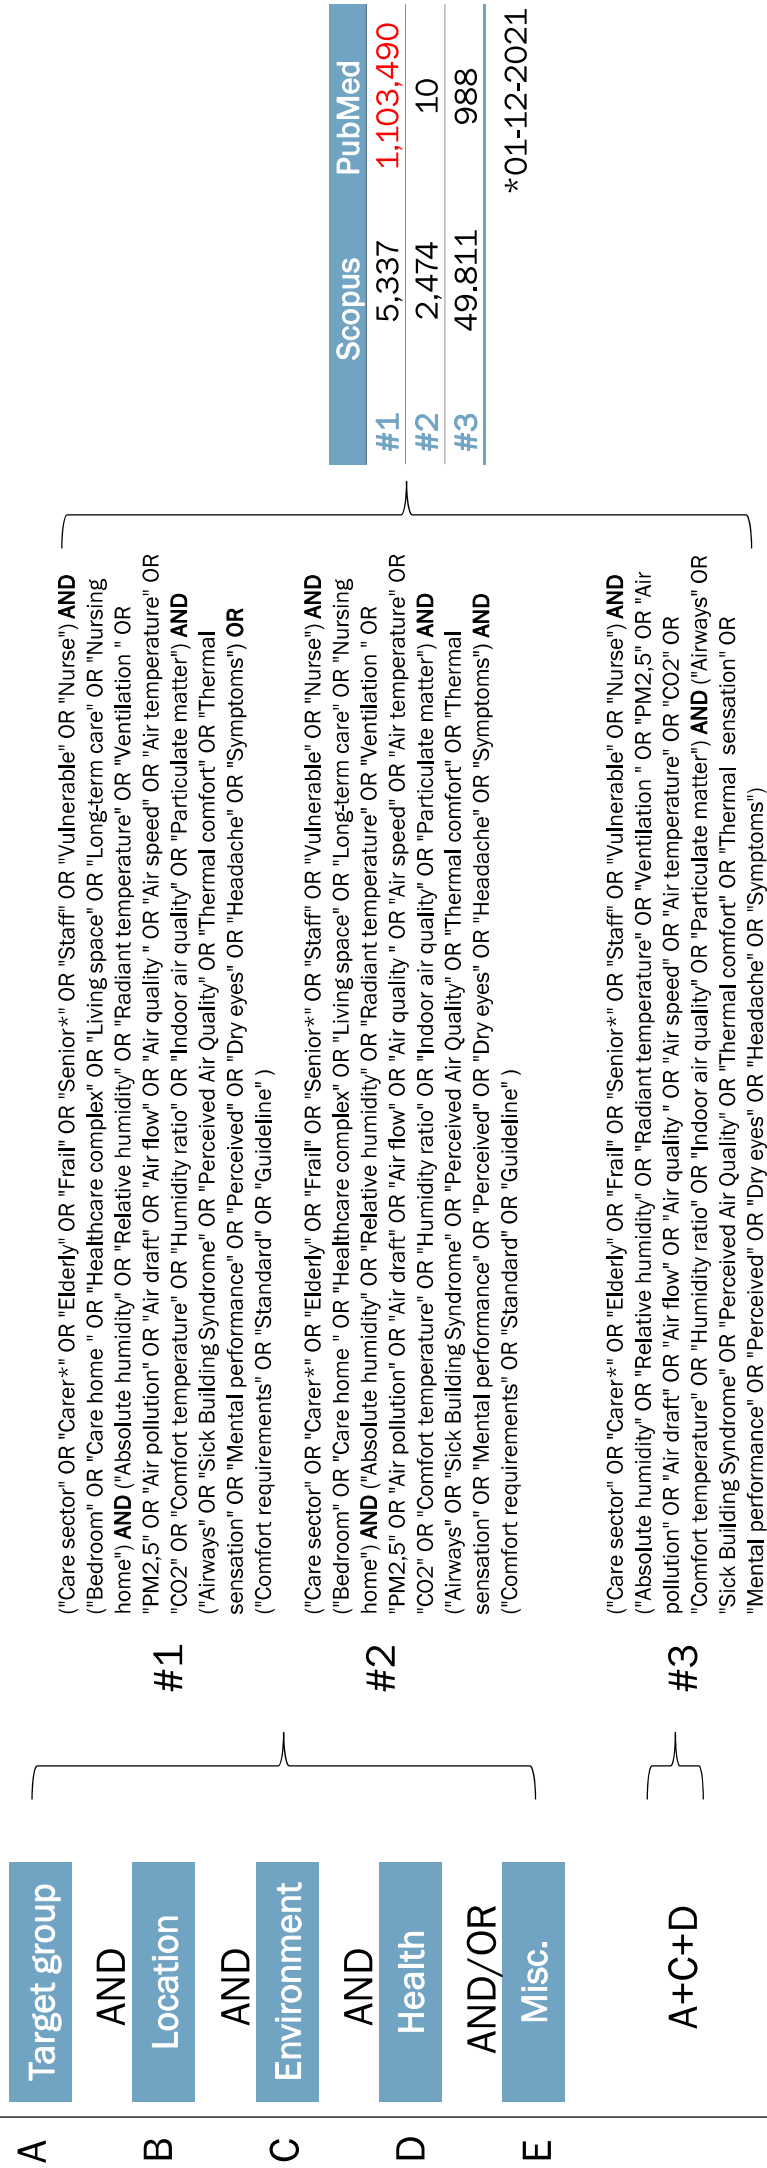 A
Target group
AND
B
Location
AND
C
Environment
AND
D
Health
AND/OR
E
Misc.
A+C+D
#1
("Care sector" OR "Carer*" OR "Elderly" OR "Frail" OR "Senior*" OR "Staff" OR "Vulnerable" OR "Nurse") AND
("Bedroom" OR "Care home " OR "Healthcare complex" OR "Living space" OR "Long-term care" OR "Nursing
home") AND ("Absolute humidity" OR "Relative humidity" OR "Radiant temperature" OR "Ventilation " OR
"PM2,5" OR "Air pollution" OR "Air draft" OR "Air flow" OR "Air quality " OR "Air speed" OR "Air temperature" OR
"CO2" OR "Comfort temperature" OR "Humidity ratio" OR "Indoor air quality" OR "Particulate matter") AND
("Airways" OR "Sick Building Syndrome" OR "Perceived Air Quality" OR "Thermal comfort" OR "Thermal
sensation" OR "Mental performance" OR "Perceived" OR "Dry eyes" OR "Headache" OR "Symptoms") OR
("Comfort requirements" OR "Standard" OR "Guideline" )
#2
("Care sector" OR "Carer*" OR "Elderly" OR "Frail" OR "Senior*" OR "Staff" OR "Vulnerable" OR "Nurse") AND
("Bedroom" OR "Care home " OR "Healthcare complex" OR "Living space" OR "Long-term care" OR "Nursing
home") AND ("Absolute humidity" OR "Relative humidity" OR "Radiant temperature" OR "Ventilation " OR
"PM2,5" OR "Air pollution" OR "Air draft" OR "Air flow" OR "Air quality " OR "Air speed" OR "Air temperature" OR
"CO2" OR "Comfort temperature" OR "Humidity ratio" OR "Indoor air quality" OR "Particulate matter") AND
("Airways" OR "Sick Building Syndrome" OR "Perceived Air Quality" OR "Thermal comfort" OR "Thermal
sensation" OR "Mental performance" OR "Perceived" OR "Dry eyes" OR "Headache" OR "Symptoms") AND
("Comfort requirements" OR "Standard" OR "Guideline" )
#3
("Care sector" OR "Carer*" OR "Elderly" OR "Frail" OR "Senior*" OR "Staff" OR "Vulnerable" OR "Nurse") AND
("Absolute humidity" OR "Relative humidity" OR "Radiant temperature" OR "Ventilation " OR "PM2,5" OR "Air
pollution" OR "Air draft" OR "Air flow" OR "Air quality " OR "Air speed" OR "Air temperature" OR "CO2" OR
"Comfort temperature" OR "Humidity ratio" OR "Indoor air quality" OR "Particulate matter") AND ("Airways" OR
"Sick Building Syndrome" OR "Perceived Air Quality" OR "Thermal comfort" OR "Thermal sensation" OR
"Mental performance" OR "Perceived" OR "Dry eyes" OR "Headache" OR "Symptoms")
Scopus PubMed
#1 5,337 1,103,490
#2 2,474 10
#3 49.811 988
*01-12-2021